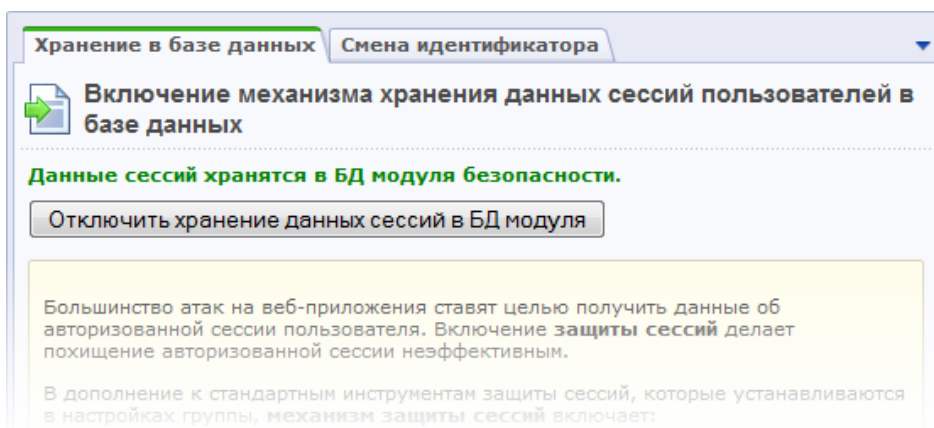 Хранение в базе данных Смена идентификатора
Включение механизма хранения данных сессий пользователей в
базе данных
Данные сессий хранятся в БД модуля безопасности.
Отключить хранение данных сессий в БД модуля
Большинство атак на веб-приложения ставят целью получить данные об
авторизованной сессии пользователя. Включение защиты сессий делает
похищение авторизованной сессии неэффективным.
В дополнение к стандартным инструментам защиты сессий, которые устанавливаются
в настройках группы, механизм защиты сессий включает: